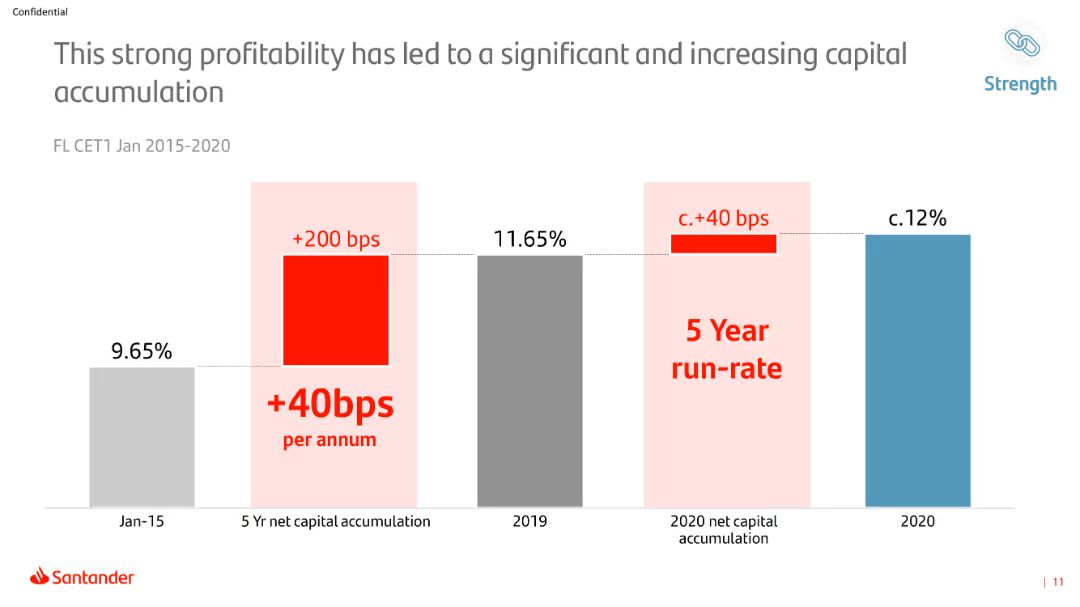 Confidential
This strong profitability has led to a significant and increasing capital
accumulation
Strength
FL CET1 Jan 2015-2020
9.65%
+200 bps
+40bps
per annum
11.65%
c.+40 bps
5 Year
run-rate
c.12%
Jan-15
5 Yr net capital accumulation
2019
2020 net capital
accumulation
2020
Santander
| 11